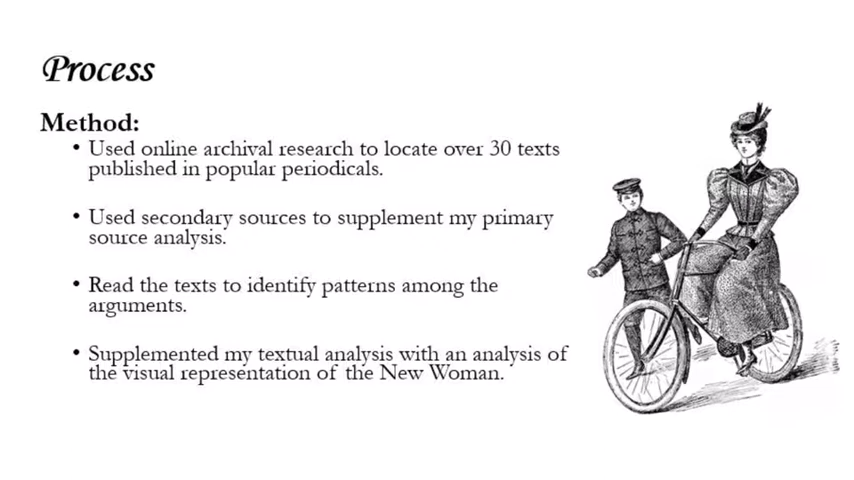 Process
Method:
• Used online archival research to locate over 30 texts
published in popular periodicals.
• Used secondary sources to supplement my primary
source analysis.
• Read the texts to identify patterns among the
arguments.
• Supplemented my textual analysis with an analysis of
the visual representation of the New Woman.